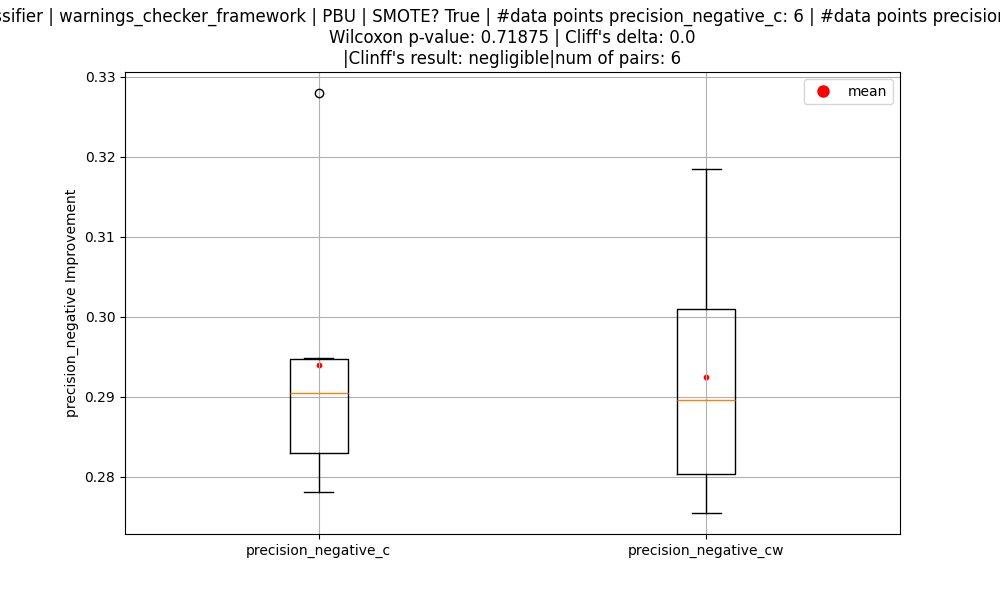 | warnings_checker_framework | PBU | SMOTE? True | #data points precision_negative_c: 6 | #data points
Wilcoxon p-value: 0.71875 | Cliff's delta: 0.0
|Clinff's result: negligible|num of pairs: 6
0.33
mean
0.32
0.31
0.30
0.29
0.28
precision_negative Improvement
precision_negative_c
precision_negative_cw